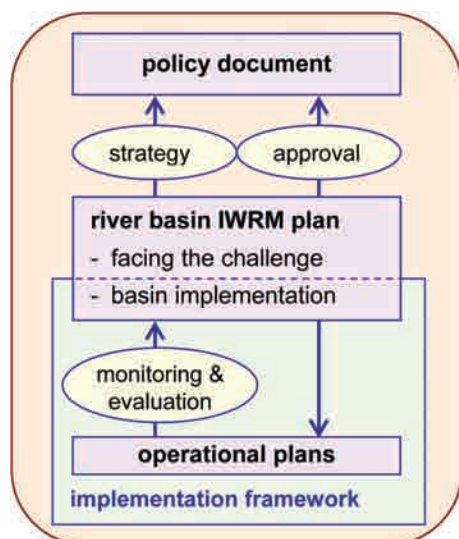 policy document
strategy
approval
river basin IWRM plan
- facing the challenge
- basin implementation
monitoring &
evaluation
operational plans
implementation framework